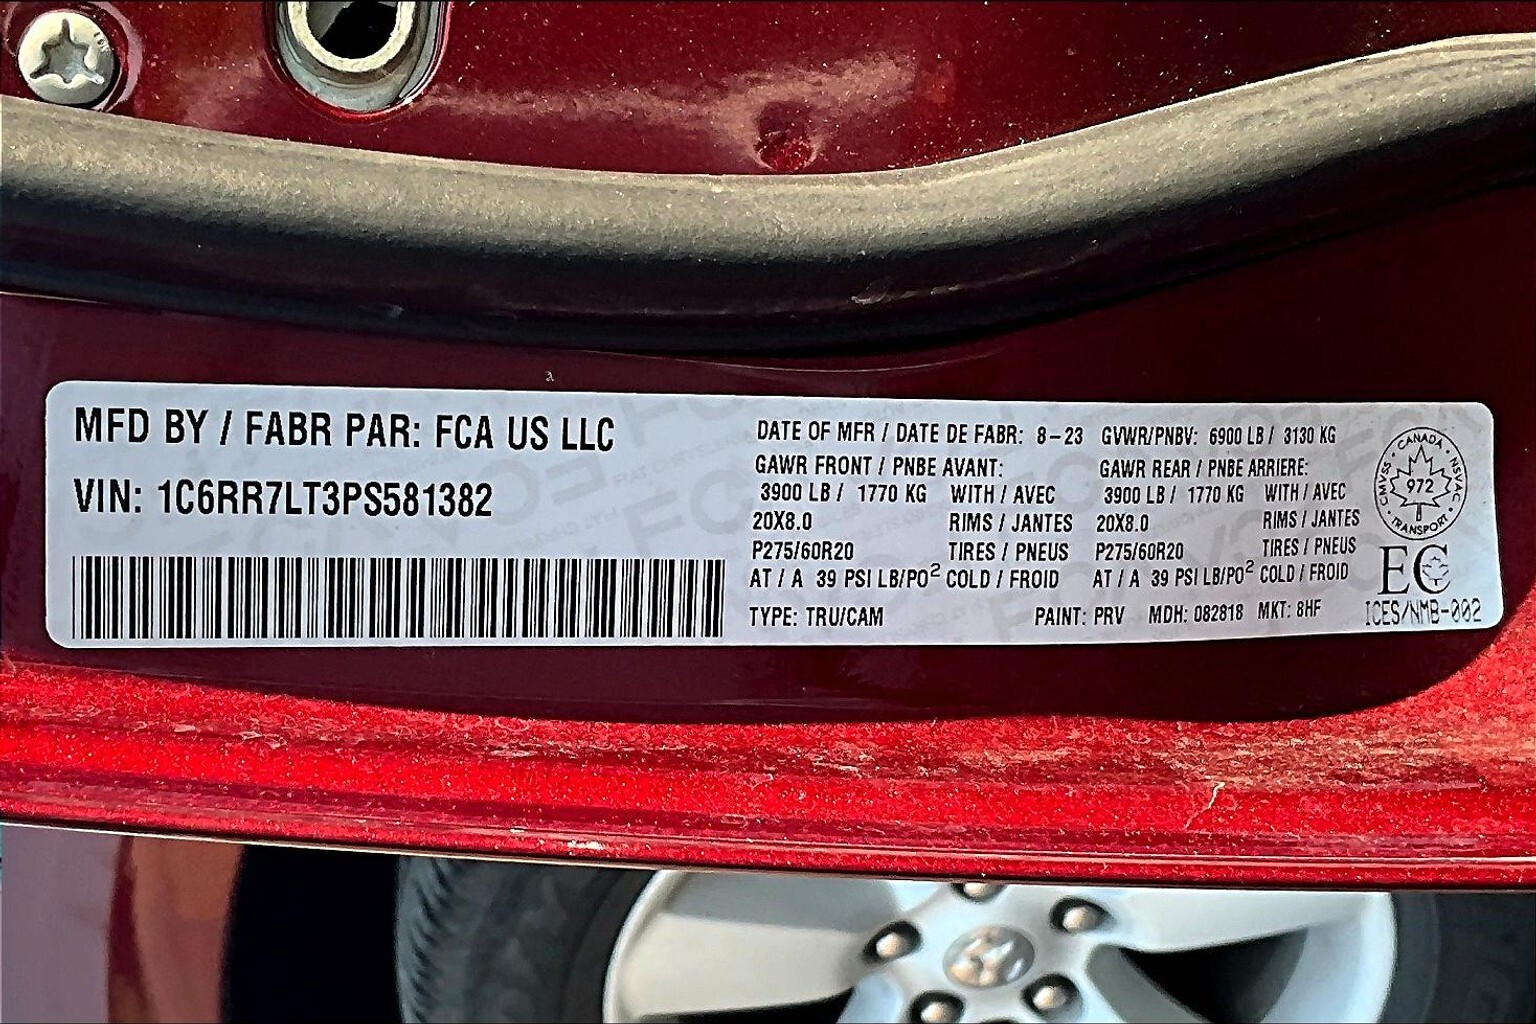 MFD BY / FABR PAR: FCA US LLC
VIN: 1C6RR7LT3PS581382
DATE OF MFR / DATE DE FABR: 8-23 GVWR/PNBV: 6900 LB / 3130 KG
GAWR FRONT / PNBE AVANT: GAWR REAR / PNBE ARRIERE:
3900 LB / 1770 KG WITH / AVEC 3900 LB / 1770 KG WITH / AVEC
20X8.0 RIMS / JANTES 20X8.0 RIMS / JANTES
P275/60R20 TIRES / PNEUS P275/60R20 TIRES / PNEUS
AT / A 39 PSI LB/PO² COLD / FROID AT / A 39 PSI LB/PO² COLD / FROID
TYPE: TRU/CAM PAINT: PRV MDH: 082818 MKT: 8HF
CANADA
CMVSS 972 NSVAC
TRANSPORT
EC
ICES/NMB-002